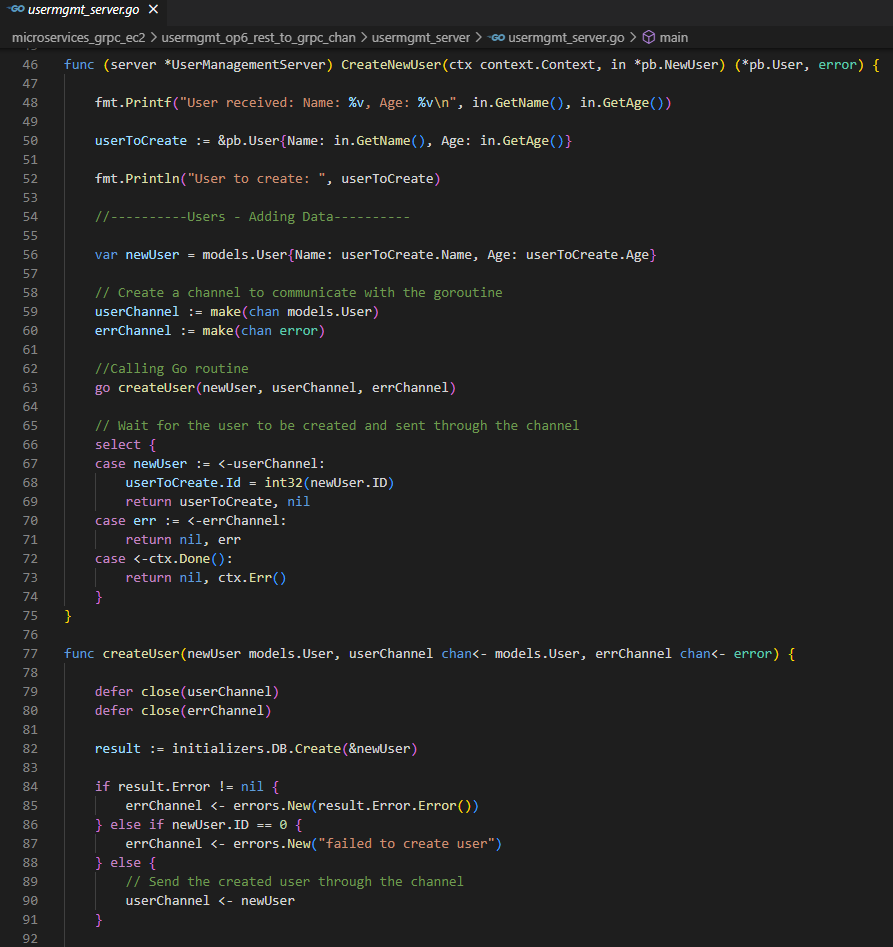 GO usermgmt_server.go ×
microservices_grpc_ec2 > usermgmt_op6_rest_to_grpc_chan > usermgmt_server > GO usermgmt_server.go > main
46 func (server *UserManagementServer) CreateNewUser(ctx context.Context, in *pb.NewUser) (*pb.User, error) {
47
48 fmt.Printf("User received: Name: %v, Age: %v\n", in.GetName(), in.GetAge())
49
50 userToCreate := &pb.User{Name: in.GetName(), Age: in.GetAge()}
51
52 fmt.Println("User to create: ", userToCreate)
53
54 //----------Users - Adding Data----------
55
56 var newUser = models.User{Name: userToCreate.Name, Age: userToCreate.Age}
57
58 // Create a channel to communicate with the goroutine
59 userChannel := make(chan models.User)
60 errChannel := make(chan error)
61
62 //Calling Go routine
63 go createUser(newUser, userChannel, errChannel)
64
65 // Wait for the user to be created and sent through the channel
66 select {
67 case newUser := <-userChannel:
68 userToCreate.Id = int32(newUser.ID)
69 return userToCreate, nil
70 case err := <-errChannel:
71 return nil, err
72 case <-ctx.Done():
73 return nil, ctx.Err()
74 }
75 }
76
77 func createUser(newUser models.User, userChannel chan<- models.User, errChannel chan<- error) {
78
79 defer close(userChannel)
80 defer close(errChannel)
81
82 result := initializers.DB.Create(&newUser)
83
84 if result.Error != nil {
85 errChannel <- errors.New(result.Error.Error())
86 } else if newUser.ID == 0 {
87 errChannel <- errors.New("failed to create user")
88 } else {
89 // Send the created user through the channel
90 userChannel <- newUser
91 }
92